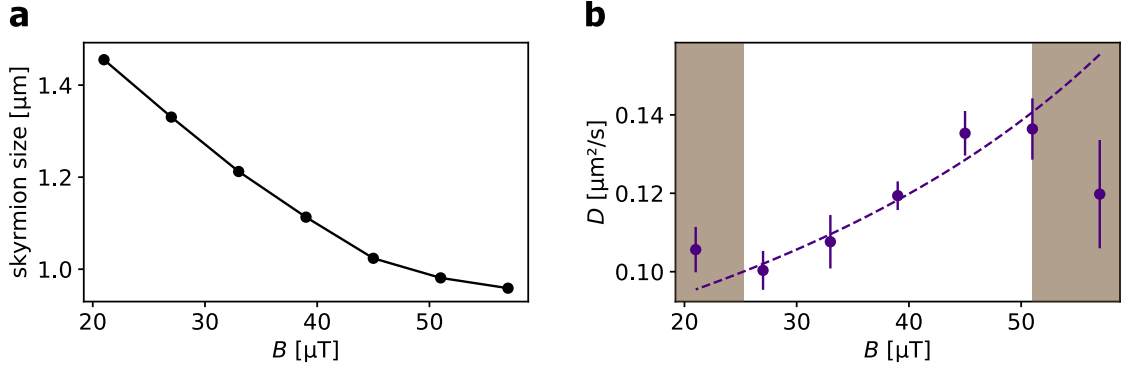 a
skyrmion size [μm]
1.4
1.2
1.0
20 30 40 50
B [μT]
b
D [μm²/s]
0.14
0.12
0.10
20 30 40 50
B [μT]